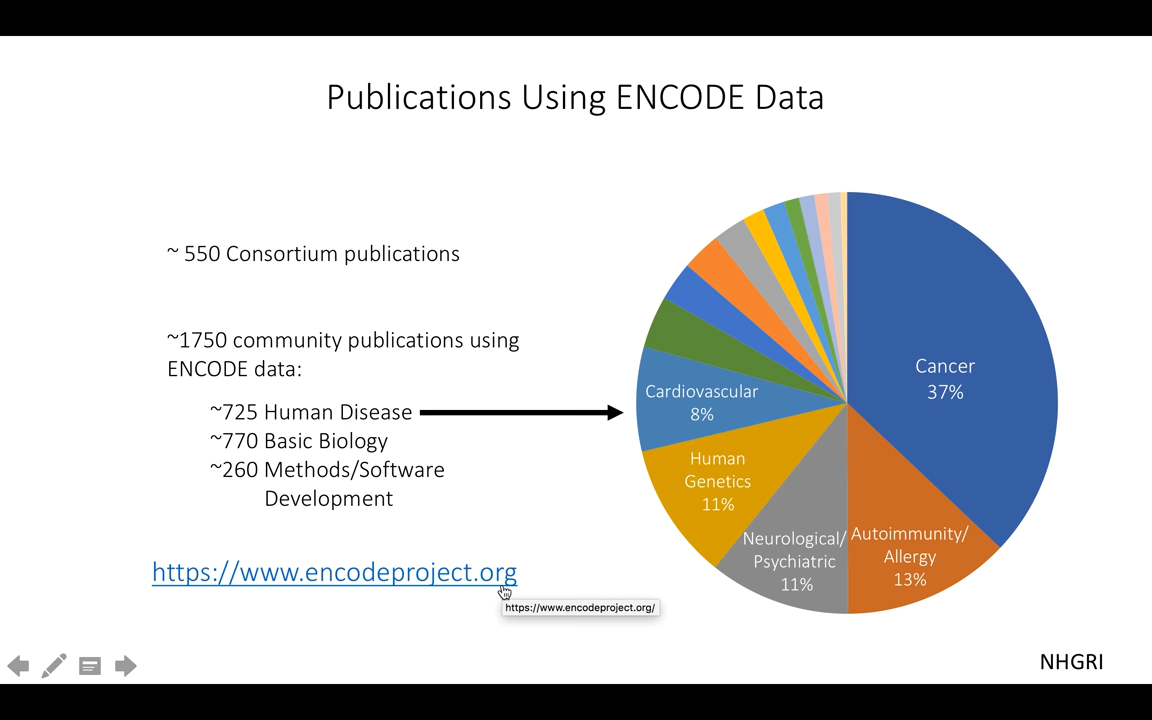 Publications Using ENCODE Data
~ 550 Consortium publications
~1750 community publications using
ENCODE data:
~725 Human Disease
~770 Basic Biology
~260 Methods/Software
Development
https://www.encodeproject.org
https://www.encodeproject.org/
Cancer
37%
Autoimmunity/
Allergy
13%
Neurological/
Psychiatric
11%
Human
Genetics
11%
Cardiovascular
8%
NHGRI